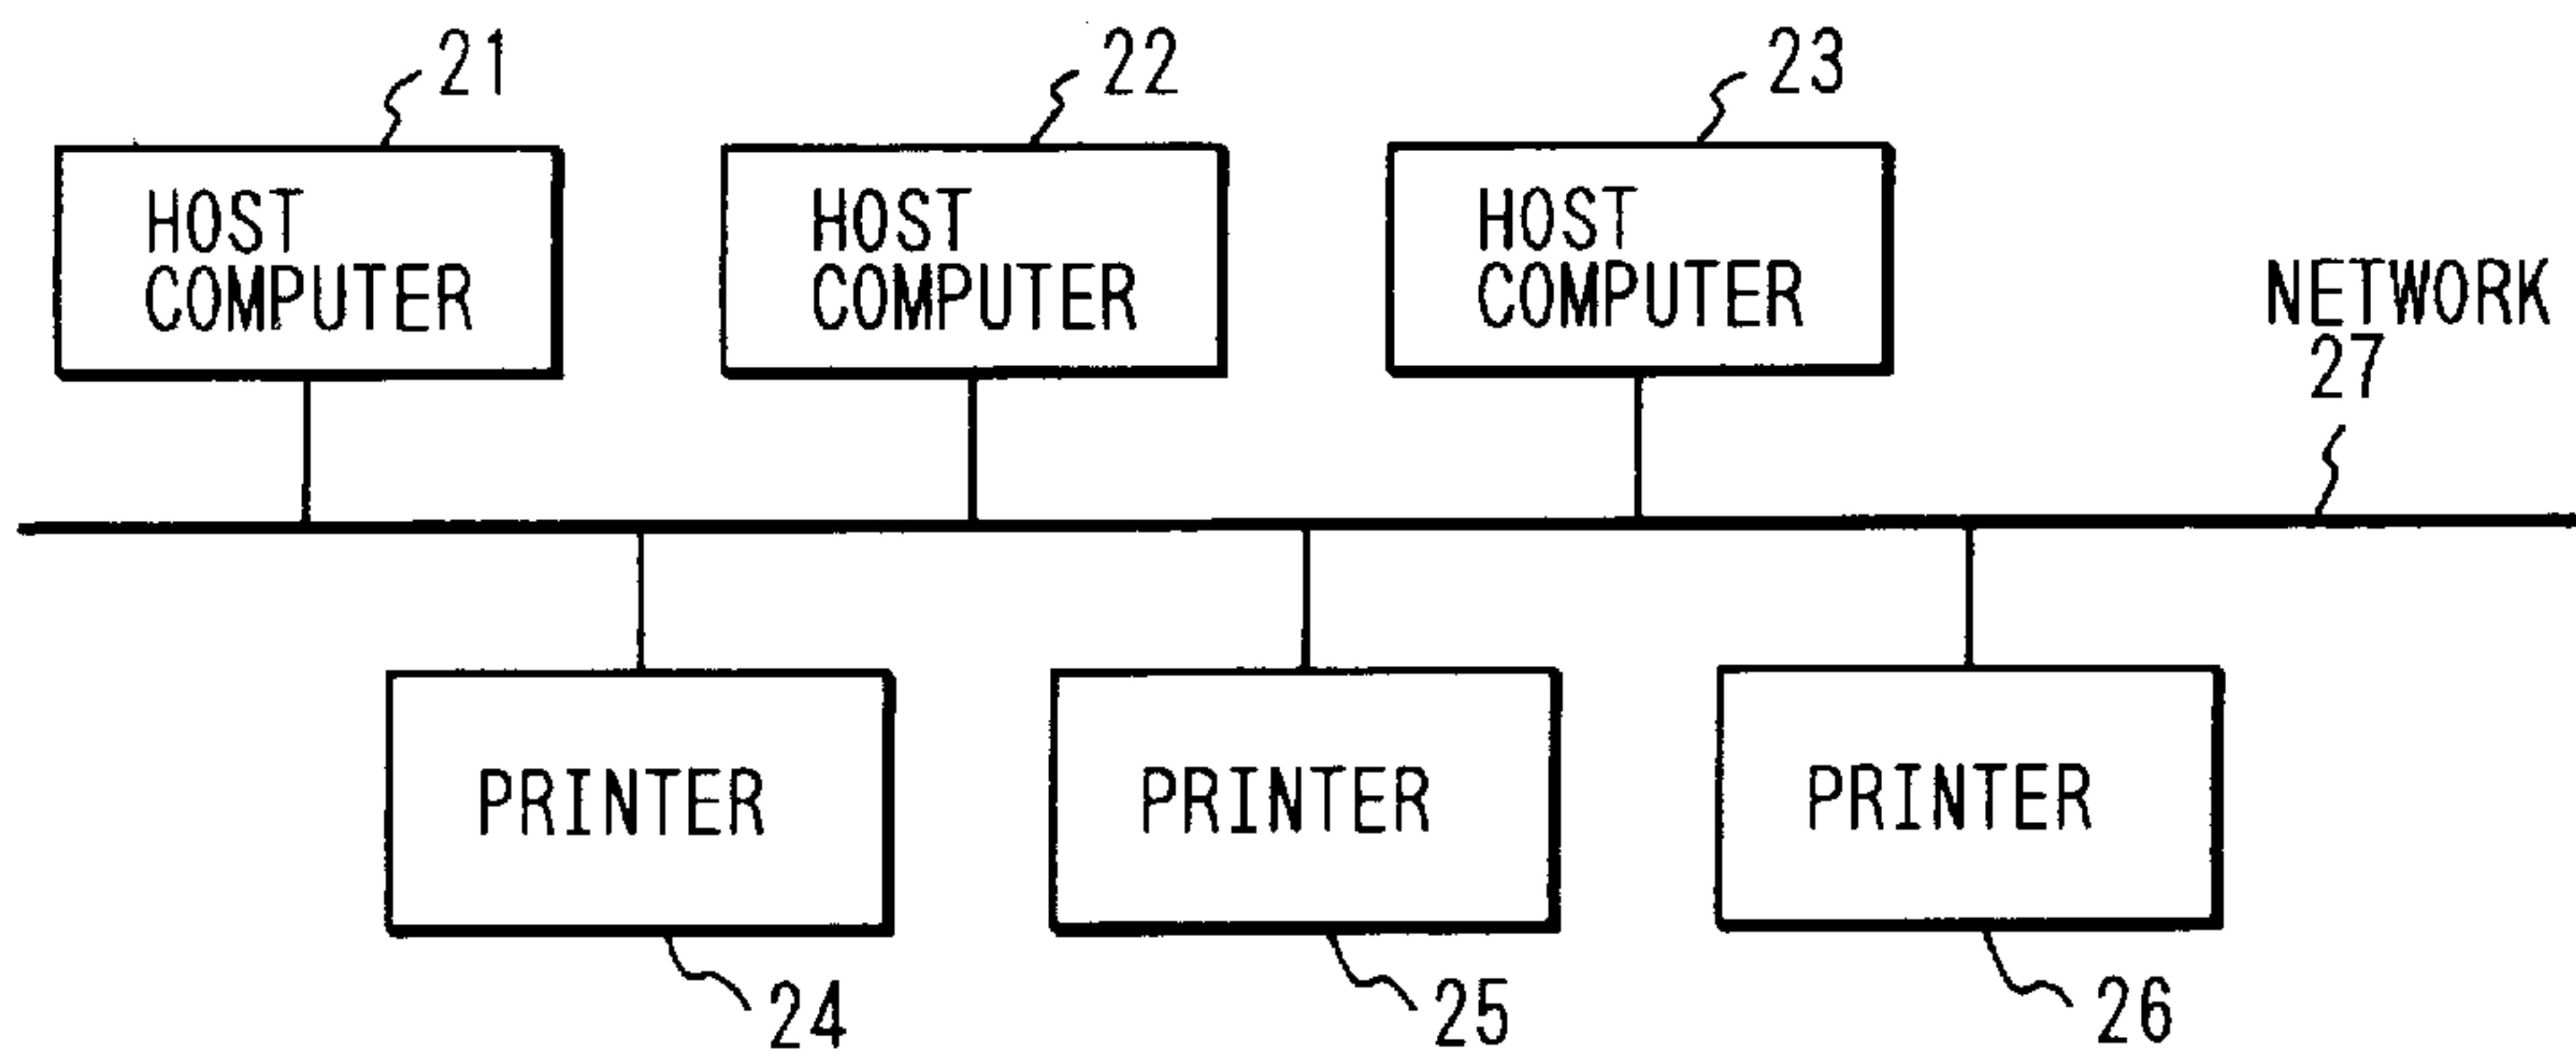 21
22
23
HOST
COMPUTER
HOST
COMPUTER
HOST
COMPUTER
NETWORK
27
PRINTER
PRINTER
PRINTER
24
25
26